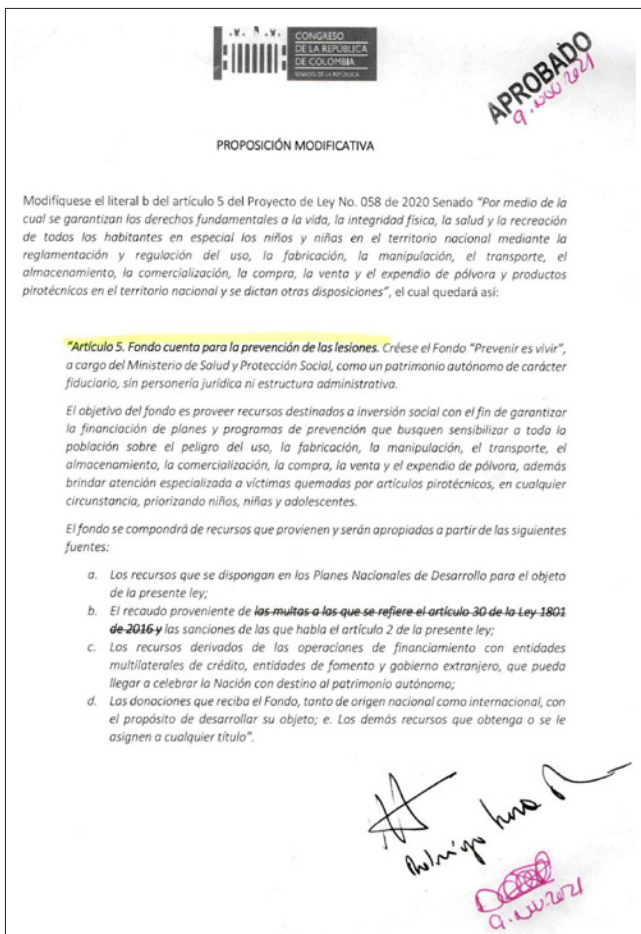 CONGRESO
DE LA REPÚBLICA
DE COLOMBIA
SENADO DE LA REPÚBLICA
APROBADO
9. NOV 2021
PROPOSICIÓN MODIFICATIVA
Modifíquese el literal b del artículo 5 del Proyecto de Ley No. 058 de 2020 Senado "Por medio de la
cual se garantizan los derechos fundamentales a la vida, la integridad física, la salud y la recreación
de todos los habitantes en especial los niños y niñas en el territorio nacional mediante la
reglamentación y regulación del uso, la fabricación, la manipulación, el transporte, el
almacenamiento, la comercialización, la compra, la venta y el expendio de pólvora y productos
pirotécnicos en el territorio nacional y se dictan otras disposiciones", el cual quedará así:
"Artículo 5. Fondo cuenta para la prevención de las lesiones. Créese el Fondo "Prevenir es vivir",
a cargo del Ministerio de Salud y Protección Social, como un patrimonio autónomo de carácter
fiduciario, sin personería jurídica ni estructura administrativa.
El objetivo del fondo es proveer recursos destinados a inversión social con el fin de garantizar
la financiación de planes y programas de prevención que busquen sensibilizar a toda la
población sobre el peligro del uso, la fabricación, la manipulación, el transporte, el
almacenamiento, la comercialización, la compra, la venta y el expendio de pólvora, además
brindar atención especializada a víctimas quemadas por artículos pirotécnicos, en cualquier
circunstancia, priorizando niños, niñas y adolescentes.
El fondo se compondrá de recursos que provienen y serán apropiados a partir de las siguientes
fuentes:
a. Los recursos que se dispongan en los Planes Nacionales de Desarrollo para el objeto
de la presente ley;
b. El recaudo proveniente de las multas a las que se refiere el artículo 30 de la Ley 1801
de 2016 y las sanciones de las que habla el artículo 2 de la presente ley;
c. Los recursos derivados de las operaciones de financiamiento con entidades
multilaterales de crédito, entidades de fomento y gobierno extranjero, que pueda
llegar a celebrar la Nación con destino al patrimonio autónomo;
d. Las donaciones que reciba el Fondo, tanto de origen nacional como internacional, con
el propósito de desarrollar su objeto; e. Los demás recursos que obtenga o se le
asignen a cualquier título".
Rodrigo Lara R
9. NOV. 2021